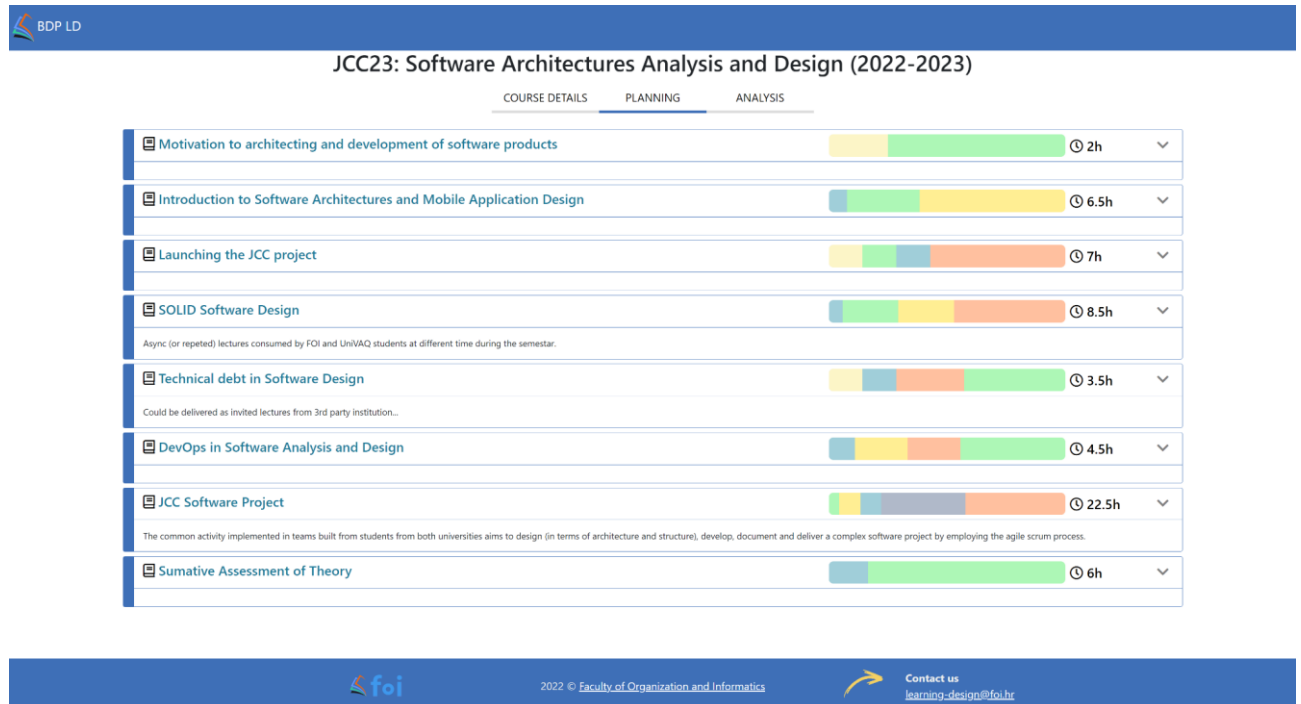 BDP LD
JCC23: Software Architectures Analysis and Design (2022-2023)
COURSE DETAILS PLANNING ANALYSIS
Motivation to architecting and development of software products 2h
Introduction to Software Architectures and Mobile Application Design 6.5h
Launching the JCC project 7h
SOLID Software Design 8.5h
Async (or repeted) lectures consumed by FOI and UniVAQ students at different time during the semestar.
Technical debt in Software Design 3.5h
Could be delivered as invited lectures from 3rd party institution...
DevOps in Software Analysis and Design 4.5h
JCC Software Project 22.5h
The common activity implemented in teams built from students from both universities aims to design (in terms of architecture and structure), develop, document and deliver a complex software project by employing the agile scrum process.
Sumative Assessment of Theory 6h
foi
2022 © Faculty of Organization and Informatics
Contact us
learning-design@foi.hr